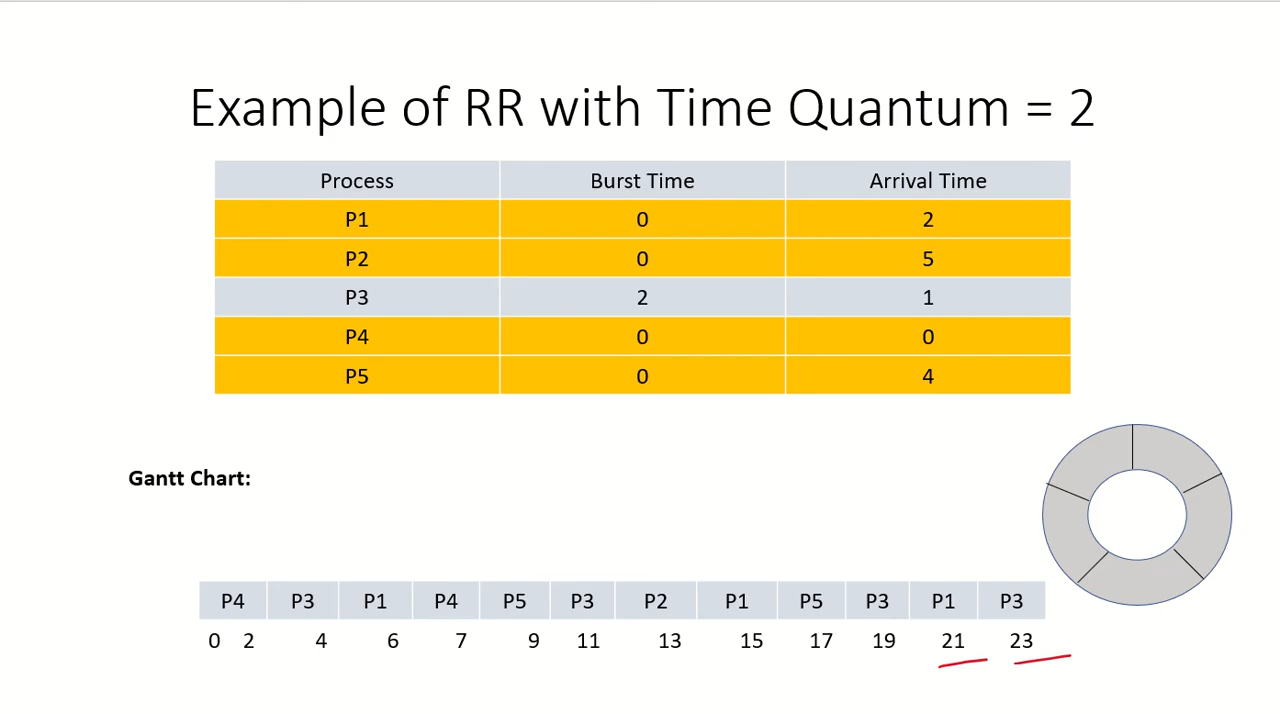 Example of RR with Time Quantum = 2
Process Burst Time Arrival Time
P1 0 2
P2 0 5
P3 2 1
P4 0 0
P5 0 4
Gantt Chart:
P4 P3 P1 P4 P5 P3 P2 P1 P5 P3 P1 P3
0 2 4 6 7 9 11 13 15 17 19 21 23